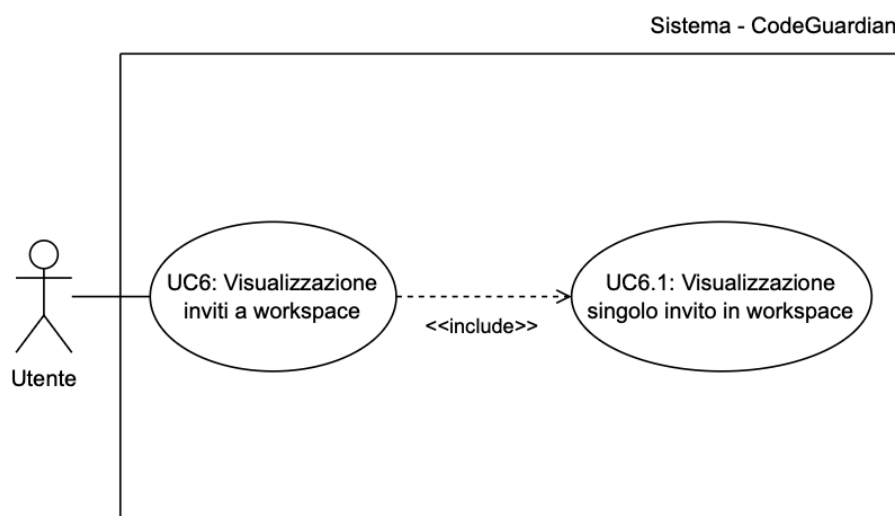 Sistema - CodeGuardian
UC6: Visualizzazione
inviti a workspace
<<include>>
UC6.1: Visualizzazione
singolo invito in workspace
Utente